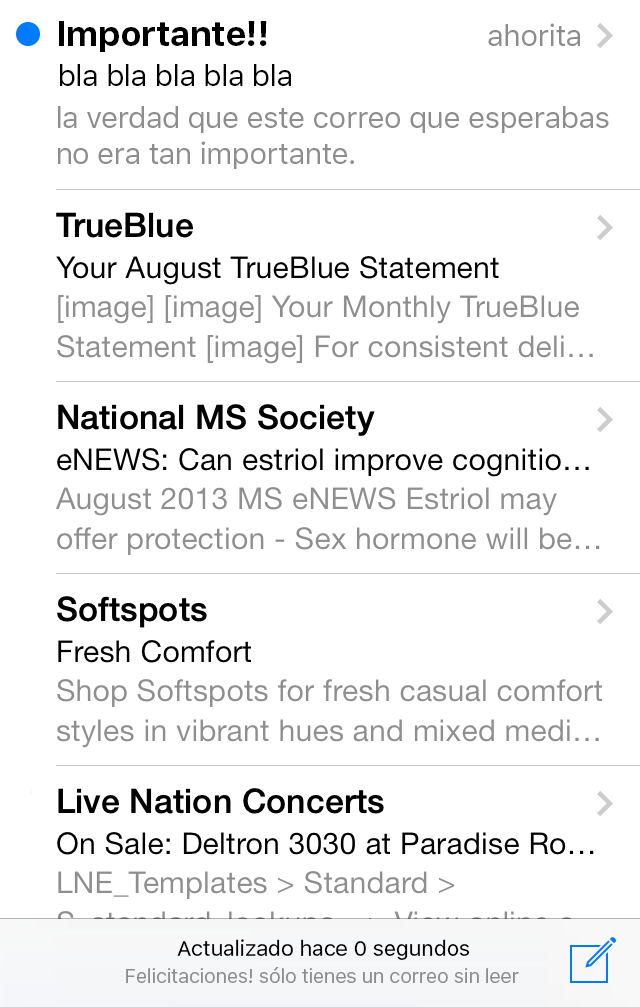 Importante!!
ahorita
bla bla bla bla bla
la verdad que este correo que esperabas
no era tan importante.
TrueBlue
Your August TrueBlue Statement
[image] [image] Your Monthly TrueBlue
Statement [image] For consistent deli...
National MS Society
eNEWS: Can estriol improve cognitio...
August 2013 MS eNEWS Estriol may
offer protection - Sex hormone will be...
Softspots
Fresh Comfort
Shop Softspots for fresh casual comfort
styles in vibrant hues and mixed medi...
Live Nation Concerts
On Sale: Deltron 3030 at Paradise Ro...
LNE_Templates > Standard >
Actualizado hace 0 segundos
Felicitaciones! sólo tienes un correo sin leer